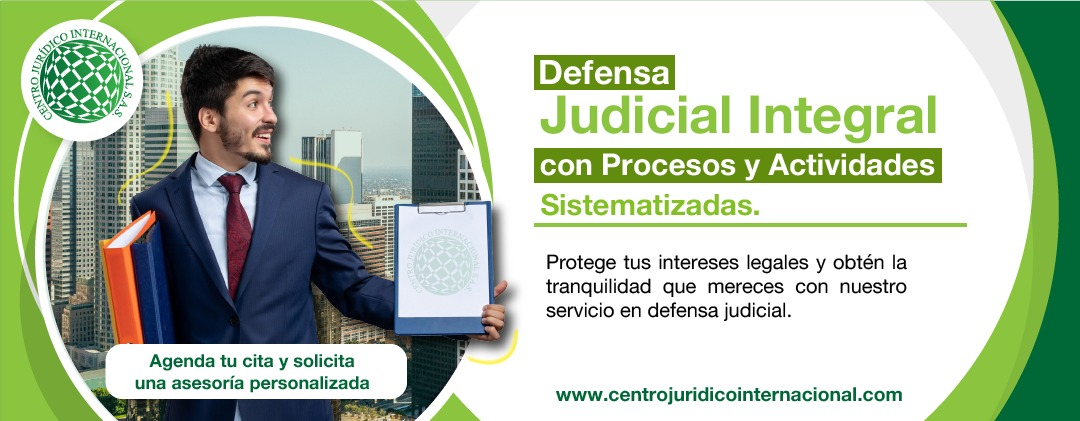 CENTRO JURÍDICO INTERNACIONAL S.A.S.
Defensa
Judicial Integral
con Procesos y Actividades
Sistematizadas.
Protege tus intereses legales y obtén la
tranquilidad que mereces con nuestro
servicio en defensa judicial.
Agenda tu cita y solicita
una asesoría personalizada
www.centrojuridicointernacional.com